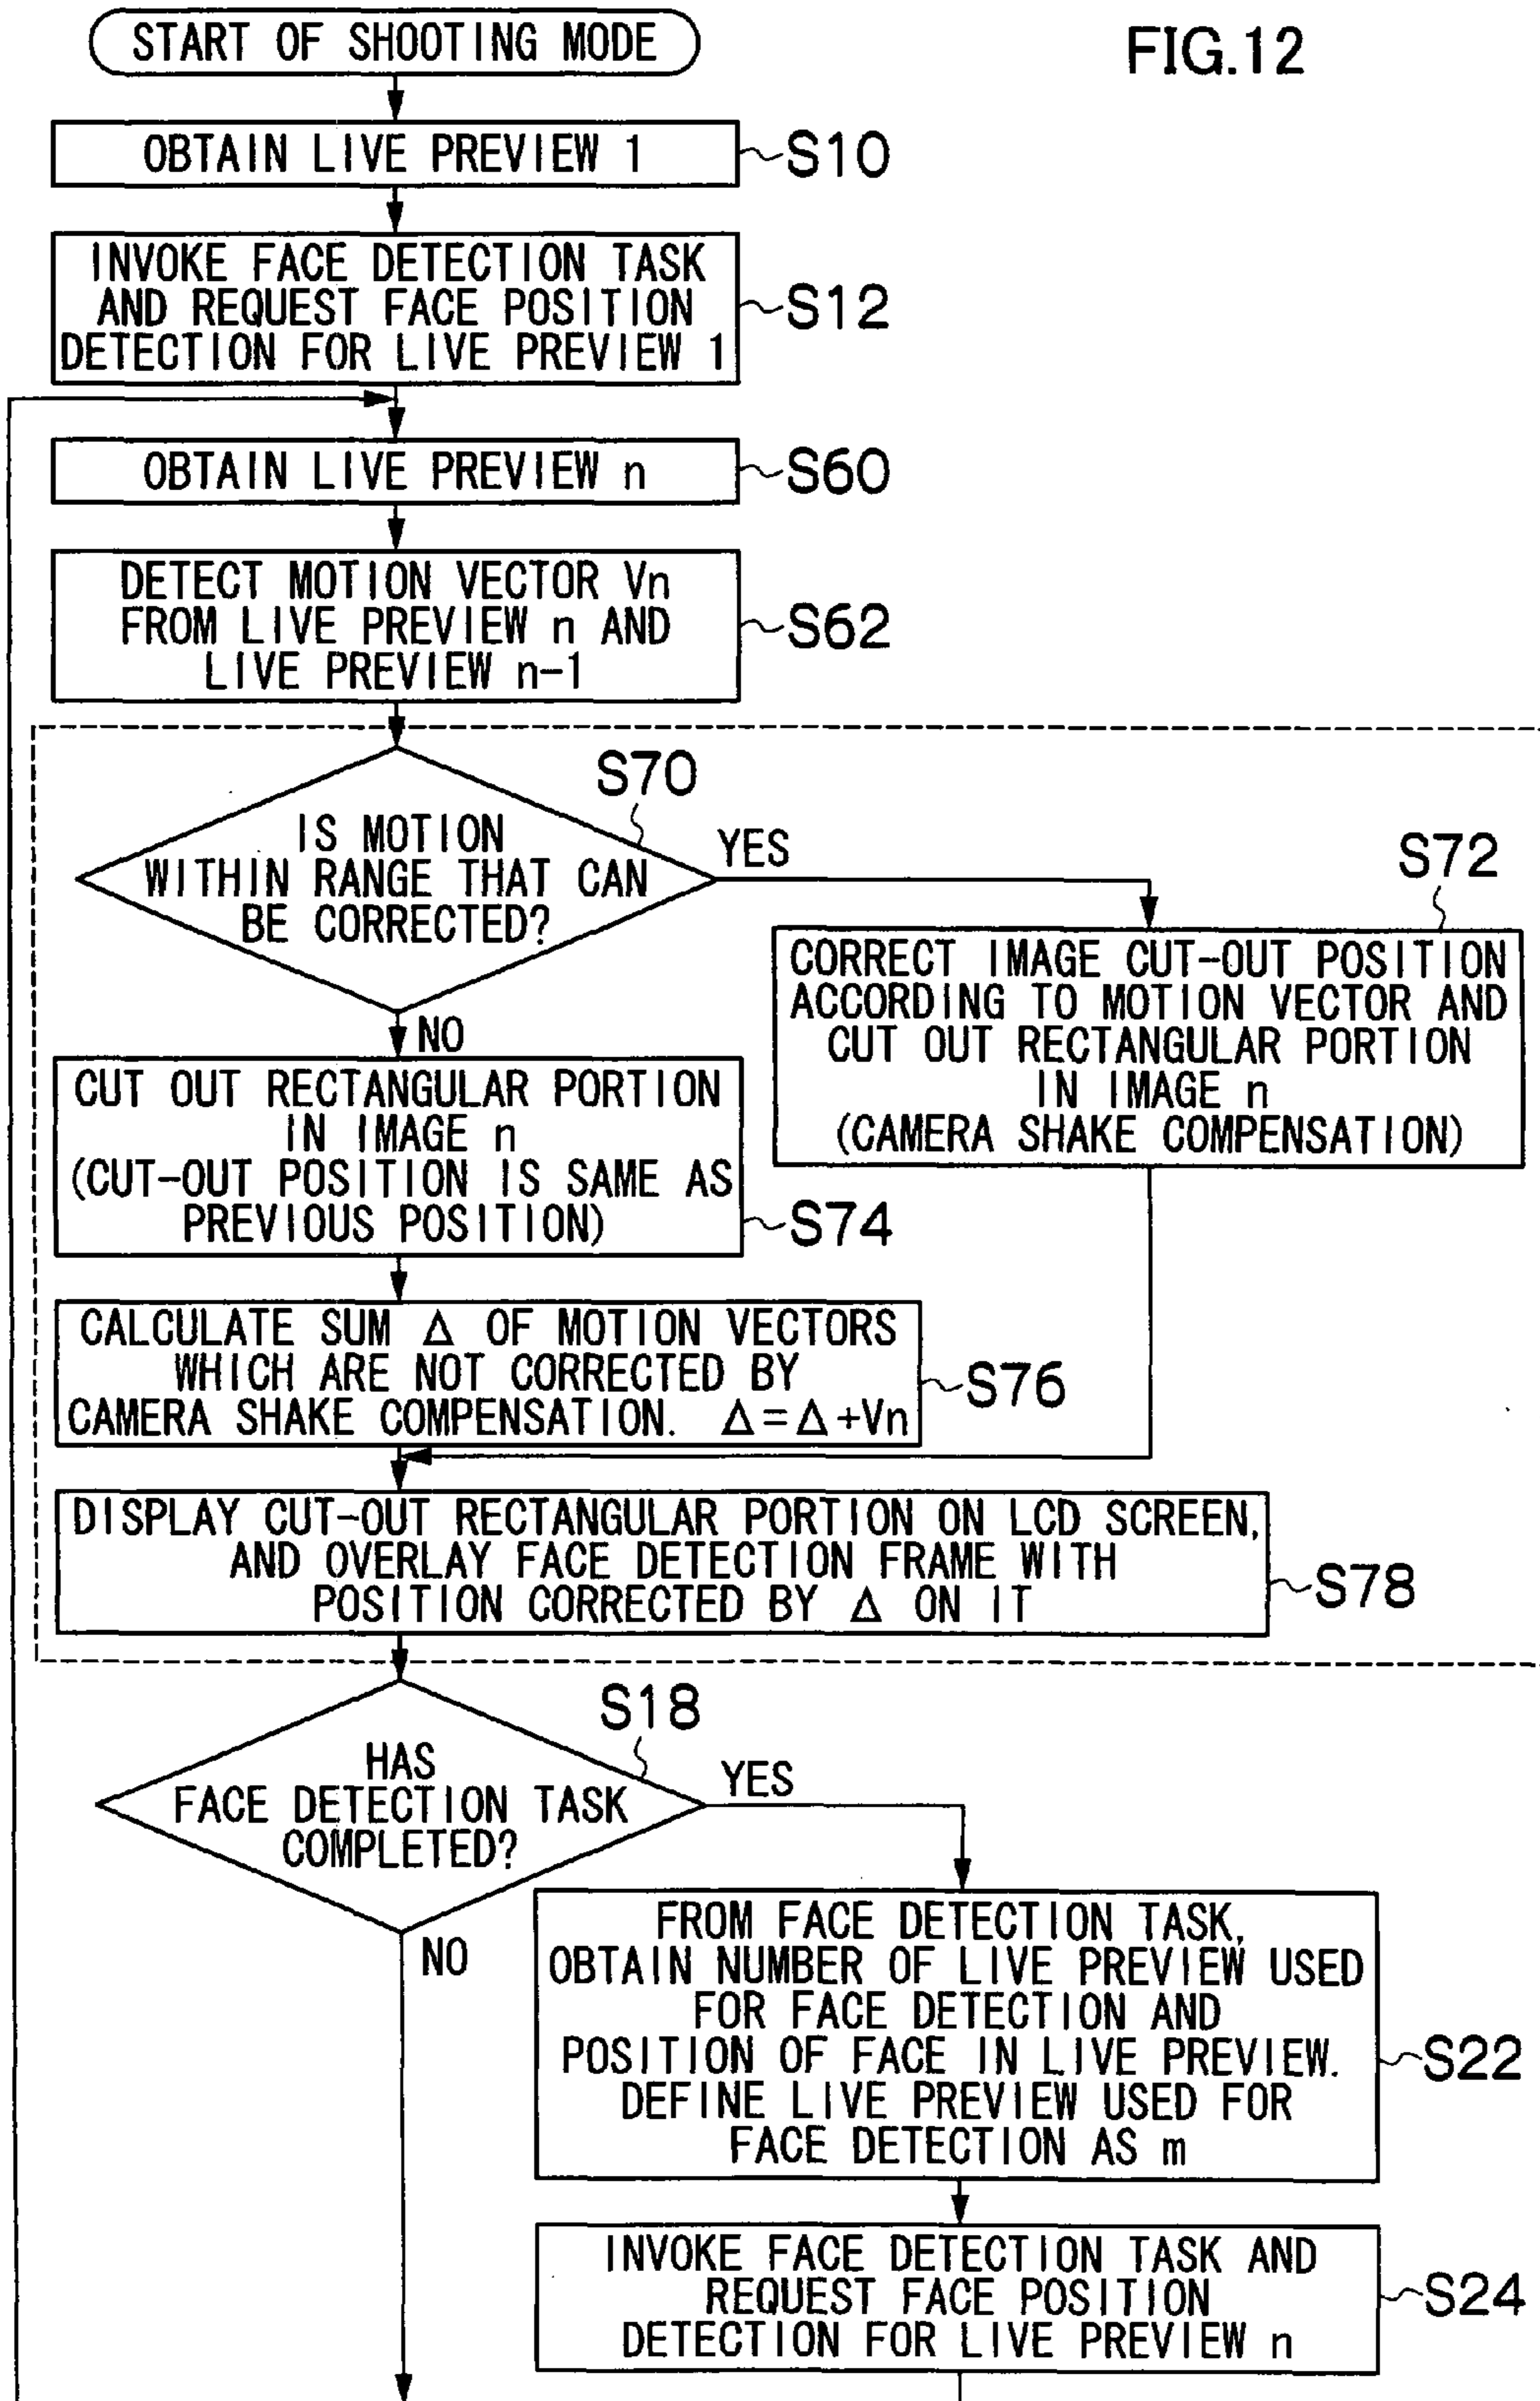 START OF SHOOTING MODE
FIG.12
OBTAIN LIVE PREVIEW 1
S10
INVOKE FACE DETECTION TASK
AND REQUEST FACE POSITION
DETECTION FOR LIVE PREVIEW 1
S12
OBTAIN LIVE PREVIEW n
S60
DETECT MOTION VECTOR Vn
FROM LIVE PREVIEW n AND
LIVE PREVIEW n-1
S62
S70
IS MOTION
WITHIN RANGE THAT CAN
BE CORRECTED?
YES
NO
S72
CORRECT IMAGE CUT-OUT POSITION
ACCORDING TO MOTION VECTOR AND
CUT OUT RECTANGULAR PORTION
IN IMAGE n
(CAMERA SHAKE COMPENSATION)
CUT OUT RECTANGULAR PORTION
IN IMAGE n
(CUT-OUT POSITION IS SAME AS
PREVIOUS POSITION)
S74
CALCULATE SUM Δ OF MOTION VECTORS
WHICH ARE NOT CORRECTED BY
CAMERA SHAKE COMPENSATION. Δ=Δ+Vn
S76
DISPLAY CUT-OUT RECTANGULAR PORTION ON LCD SCREEN,
AND OVERLAY FACE DETECTION FRAME WITH
POSITION CORRECTED BY Δ ON IT
S78
S18
HAS
FACE DETECTION TASK
COMPLETED?
YES
NO
FROM FACE DETECTION TASK,
OBTAIN NUMBER OF LIVE PREVIEW USED
FOR FACE DETECTION AND
POSITION OF FACE IN LIVE PREVIEW.
DEFINE LIVE PREVIEW USED FOR
FACE DETECTION AS m
S22
INVOKE FACE DETECTION TASK AND
REQUEST FACE POSITION
DETECTION FOR LIVE PREVIEW n
S24